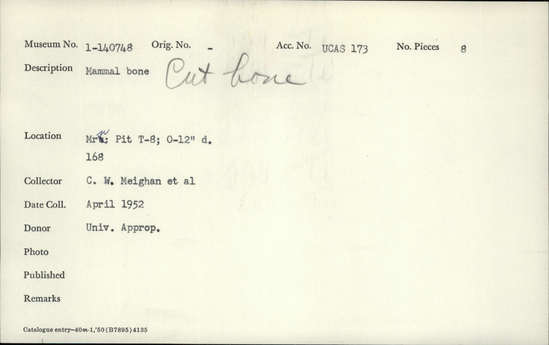 Museum No. 1-140748 Orig. No. - Acc. No. UCAS 173 No. Pieces 8
Description Mammal bone Cut bone
Location Mrn; Pit T-8; 0-12" d.
168
Collector C. W. Meighan et al
Date Coll. April 1952
Donor Univ. Approp.
Photo
Published
Remarks
Catalogue entry—40m-1,'50 (B7895) 4135